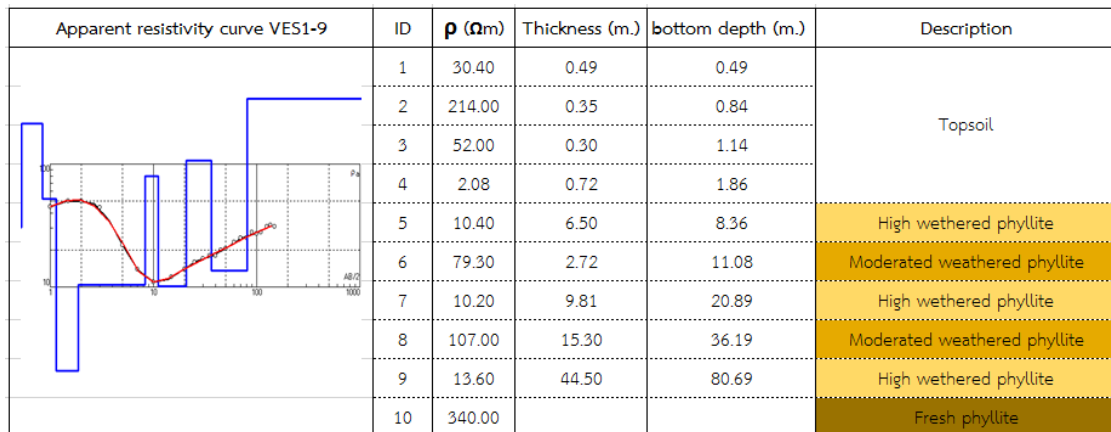 Apparent resistivity curve VES1-9 ID ρ (Ωm) Thickness (m.) bottom depth (m.) Description
1 30.40 0.49 0.49
2 214.00 0.35 0.84
Topsoil
3 52.00 0.30 1.14
4 2.08 0.72 1.86
5 10.40 6.50 8.36 High wethered phyllite
6 79.30 2.72 11.08 Moderated weathered phyllite
7 10.20 9.81 20.89 High wethered phyllite
8 107.00 15.30 36.19 Moderated weathered phyllite
9 13.60 44.50 80.69 High wethered phyllite
10 340.00 Fresh phyllite
100
ρa
10
AB/2
1 10 100 1000